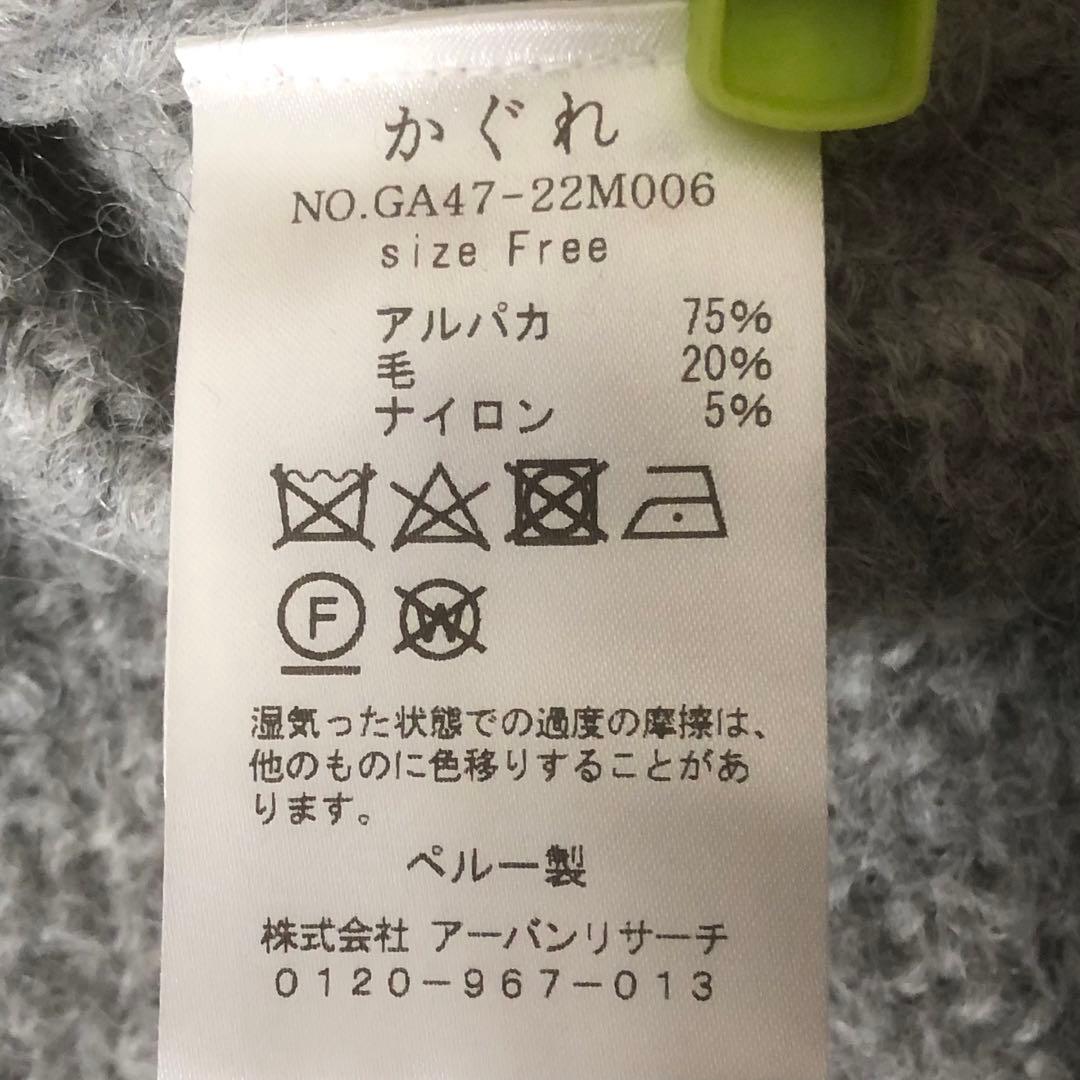 かぐれ
NO.GA47-22M006
size Free
アルパカ 75%
毛 20%
ナイロン 5%
F W
湿気った状態での過度の摩擦は、
他のものに色移りすることがあ
ります。
ペルー製
株式会社 アーバンリサーチ
0120-967-013